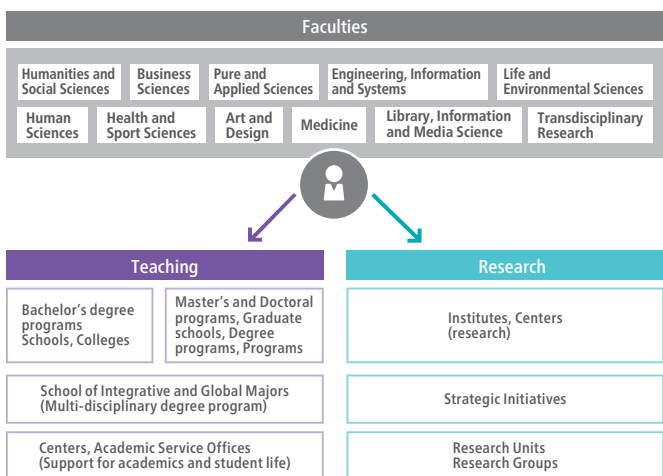 Faculties
Humanities and
Social Sciences
Business
Sciences
Pure and
Applied Sciences
Engineering, Information
and Systems
Life and
Environmental Sciences
Human
Sciences
Health and
Sport Sciences
Art and
Design
Medicine
Library, Information
and Media Science
Transdisciplinary
Research
Teaching
Bachelor's degree
programs
Schools, Colleges
Master's and Doctoral
programs, Graduate
schools, Degree
programs, Programs
School of Integrative and Global Majors
(Multi-disciplinary degree program)
Centers, Academic Service Offices
(Support for academics and student life)
Research
Institutes, Centers
(research)
Strategic Initiatives
Research Units
Research Groups